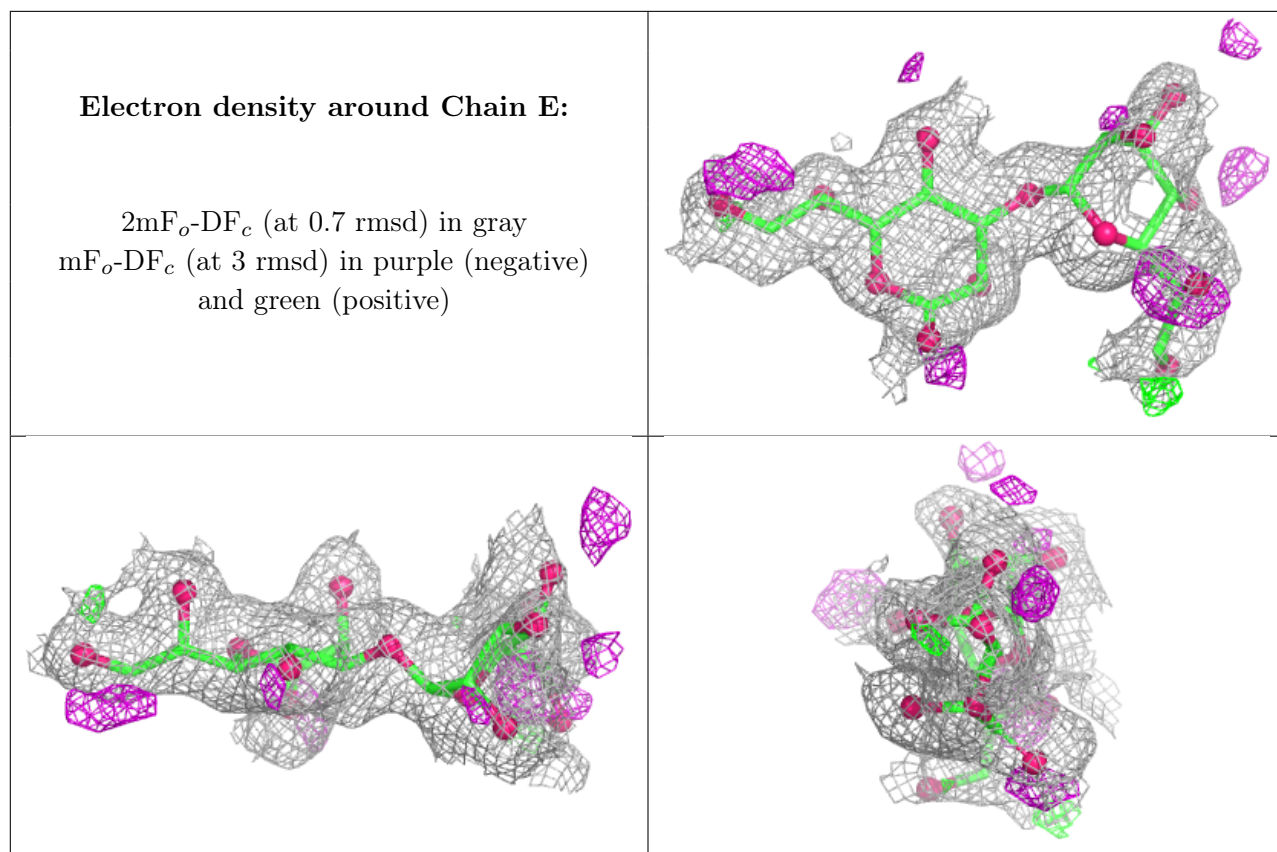 Electron density around Chain E:
2mFₒ-DF𝒸 (at 0.7 rmsd) in gray
mFₒ-DF𝒸 (at 3 rmsd) in purple (negative)
and green (positive)